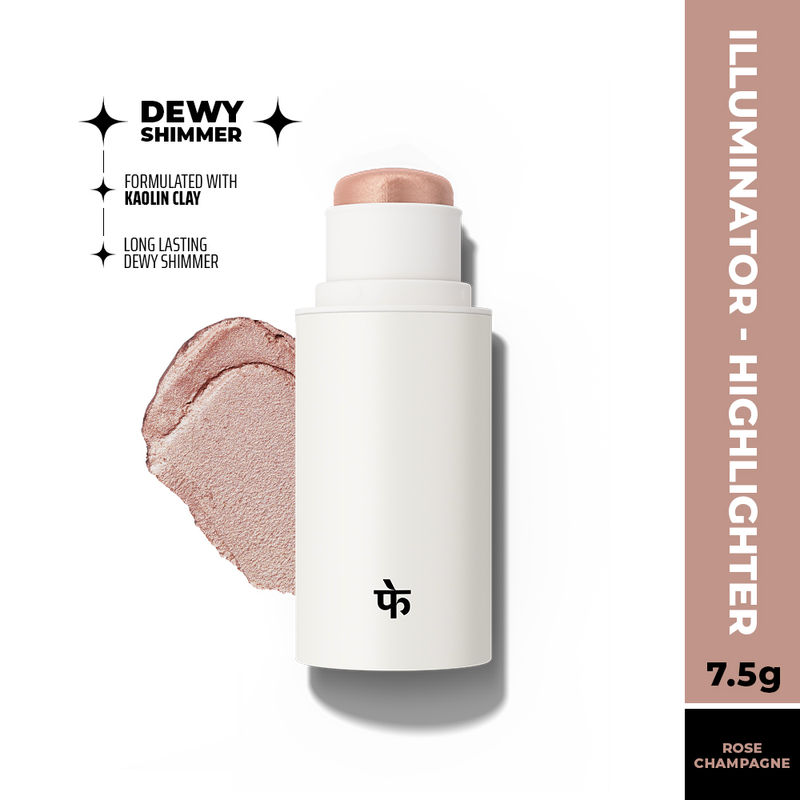 DEWY
SHIMMER
FORMULATED WITH
KAOLIN CLAY
LONG LASTING
DEWY SHIMMER
फे
ILLUMINATOR - HIGHLIGHTER
7.5g
ROSE
CHAMPAGNE